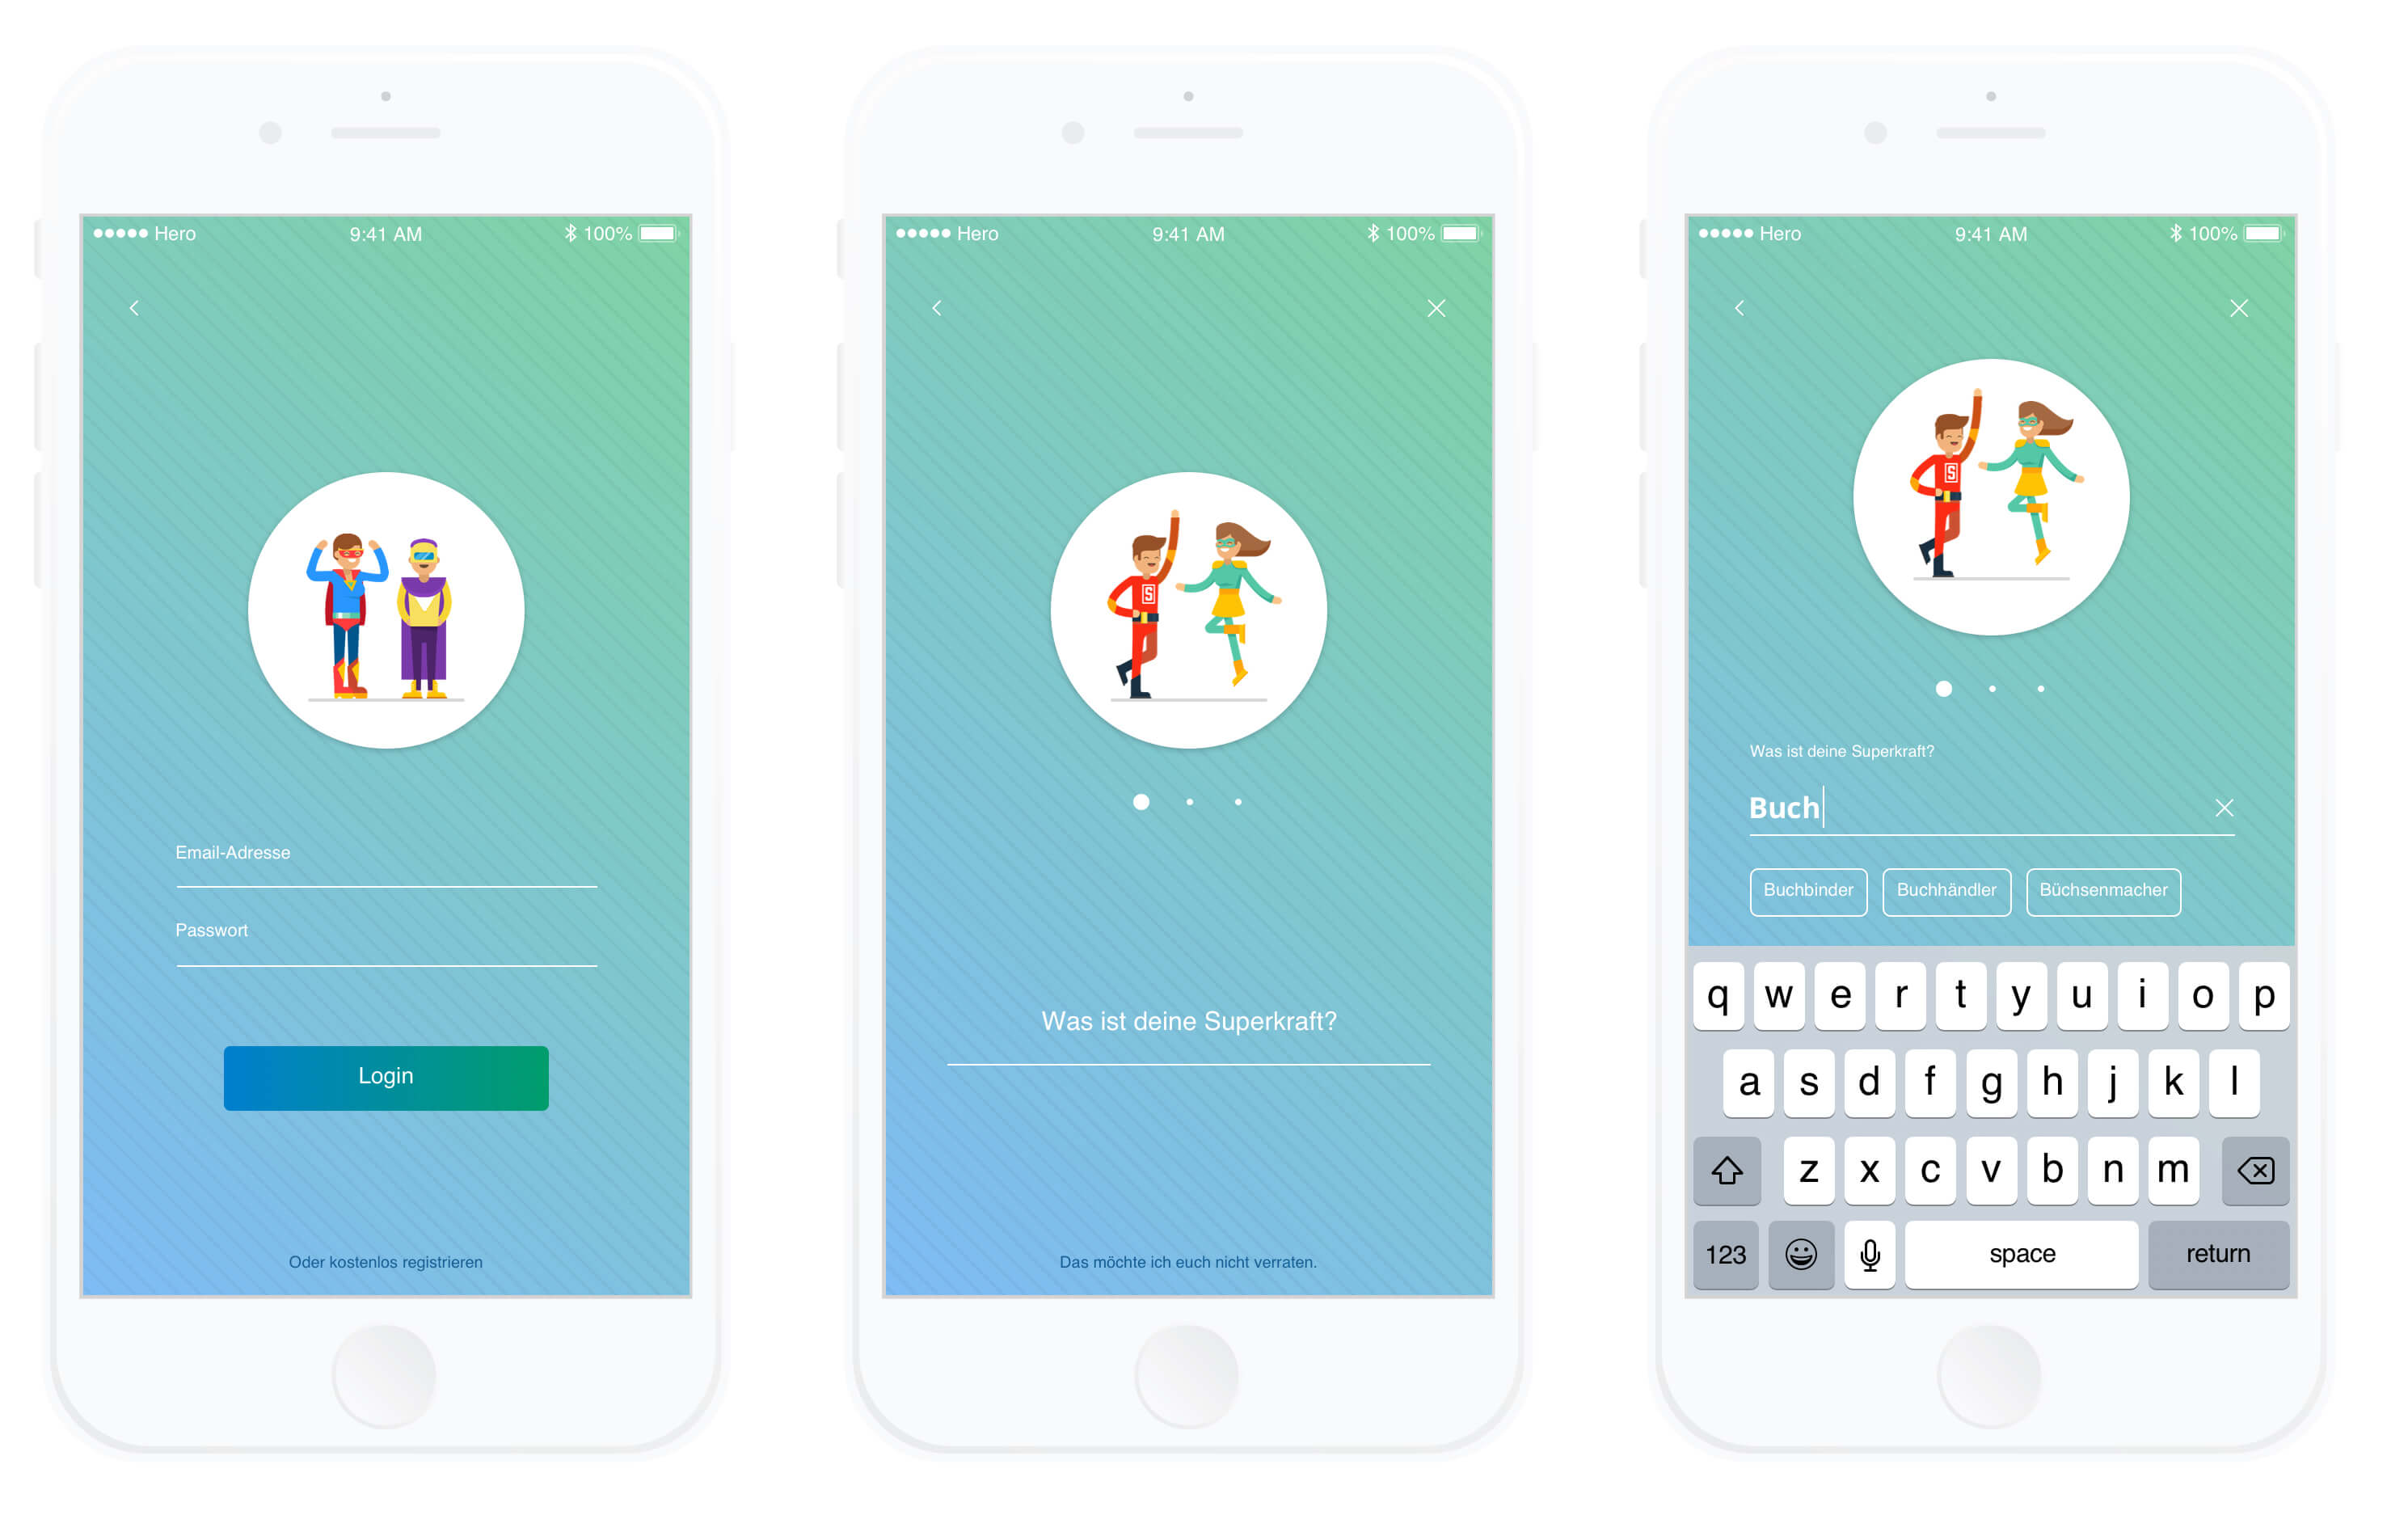 Hero 9:41 AM 100%
S
Email-Adresse
Passwort
Login
Oder kostenlos registrieren
Hero 9:41 AM 100%
S
Was ist deine Superkraft?
Das möchte ich euch nicht verraten.
Hero 9:41 AM 100%
S
Was ist deine Superkraft?
Buch
Buchbinder Buchhändler Büchsenmacher
q w e r t y u i o p
a s d f g h j k l
z x c v b n m
123 space return